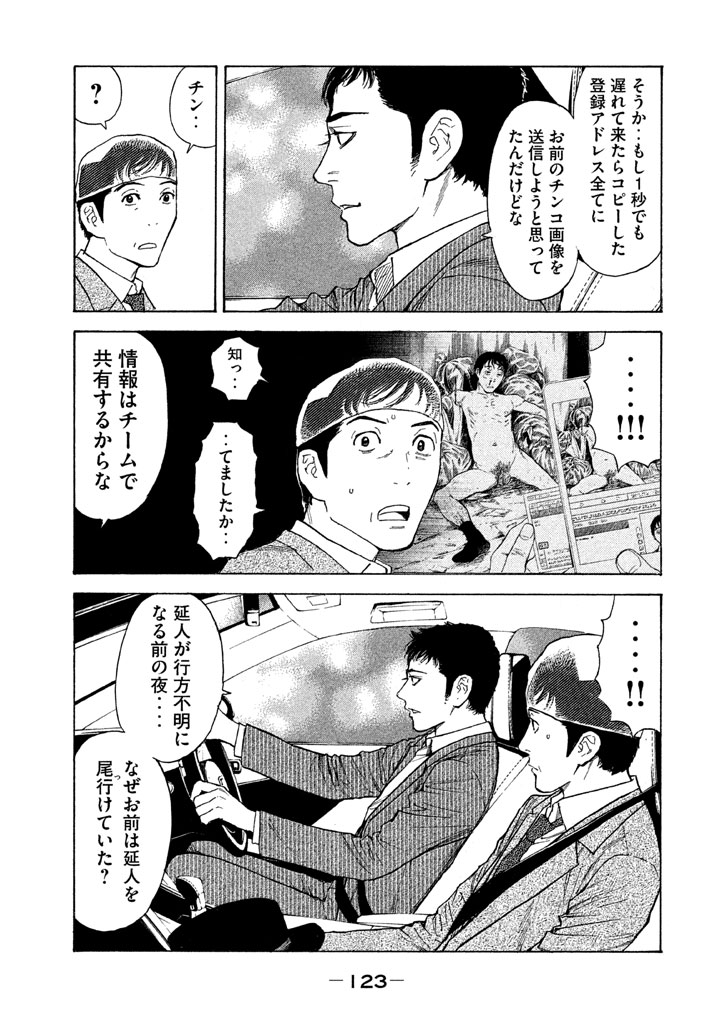 そうか‥もし1秒でも
遅れて来たらコピーした
登録アドレス全てに
お前のチンコ画像を
送信しようと思って
たんだけどな
チン‥
?
‥‥!!!
知っ‥
‥てましたか‥
情報はチームで
共有するからな
‥‥!!
延人が行方不明に
なる前の夜‥‥
なぜお前は延人を
尾行けていた?
つ
—123—